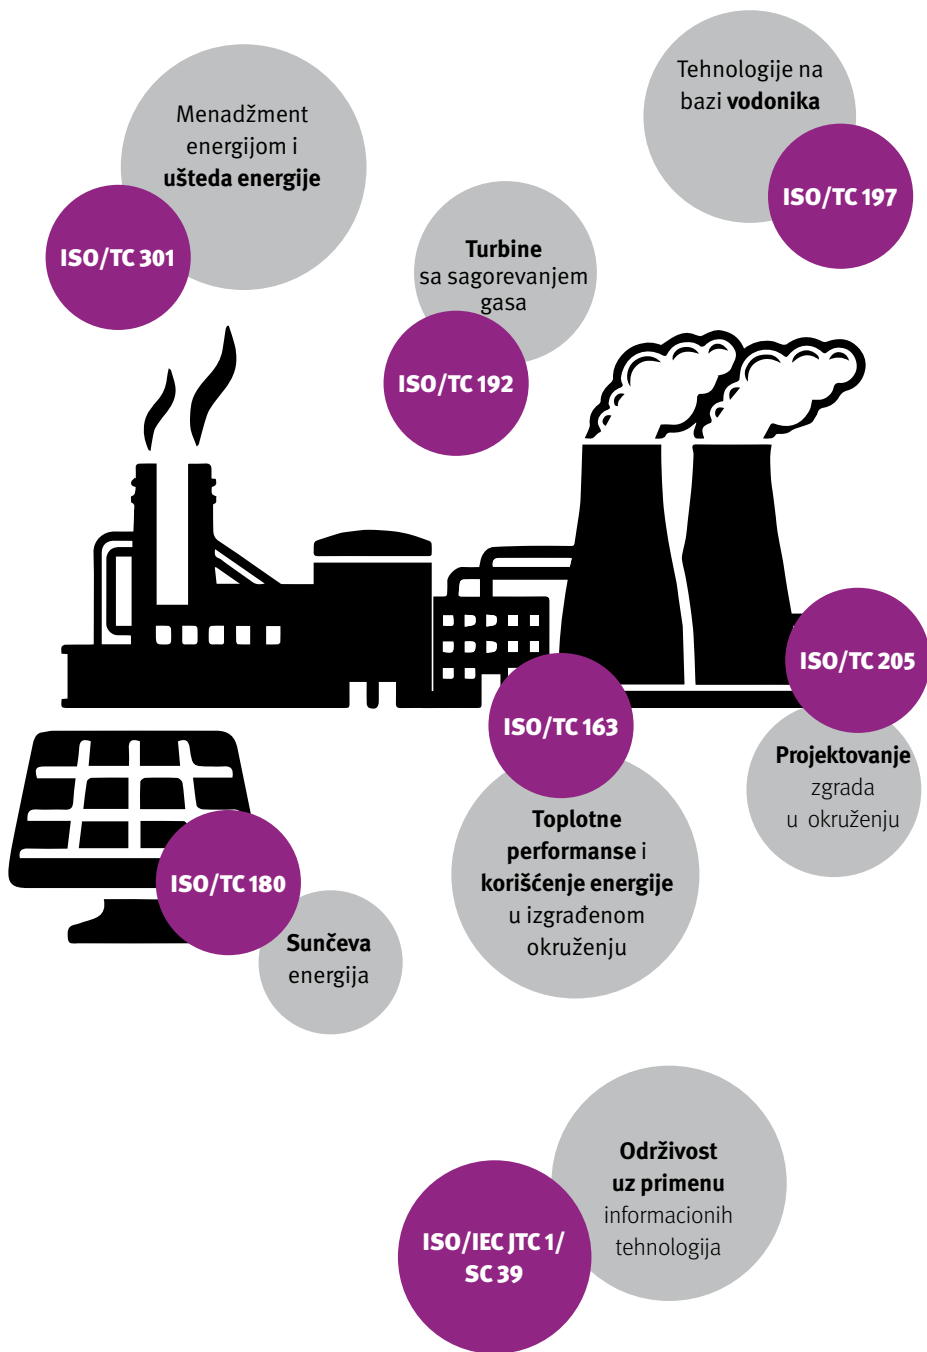 Menadžment
energijom i
ušteda energije
ISO/TC 301
Tehnologije na
bazi vodonika
ISO/TC 197
Turbine
sa sagorevanjem
gasa
ISO/TC 192
ISO/TC 205
Projektovanje
zgrada
u okruženju
ISO/TC 163
Toplotne
performanse i
korišćenje energije
u izgrađenom
okruženju
ISO/TC 180
Sunčeva
energija
Održivost
uz primenu
informacionih
tehnologija
ISO/IEC JTC 1/
SC 39